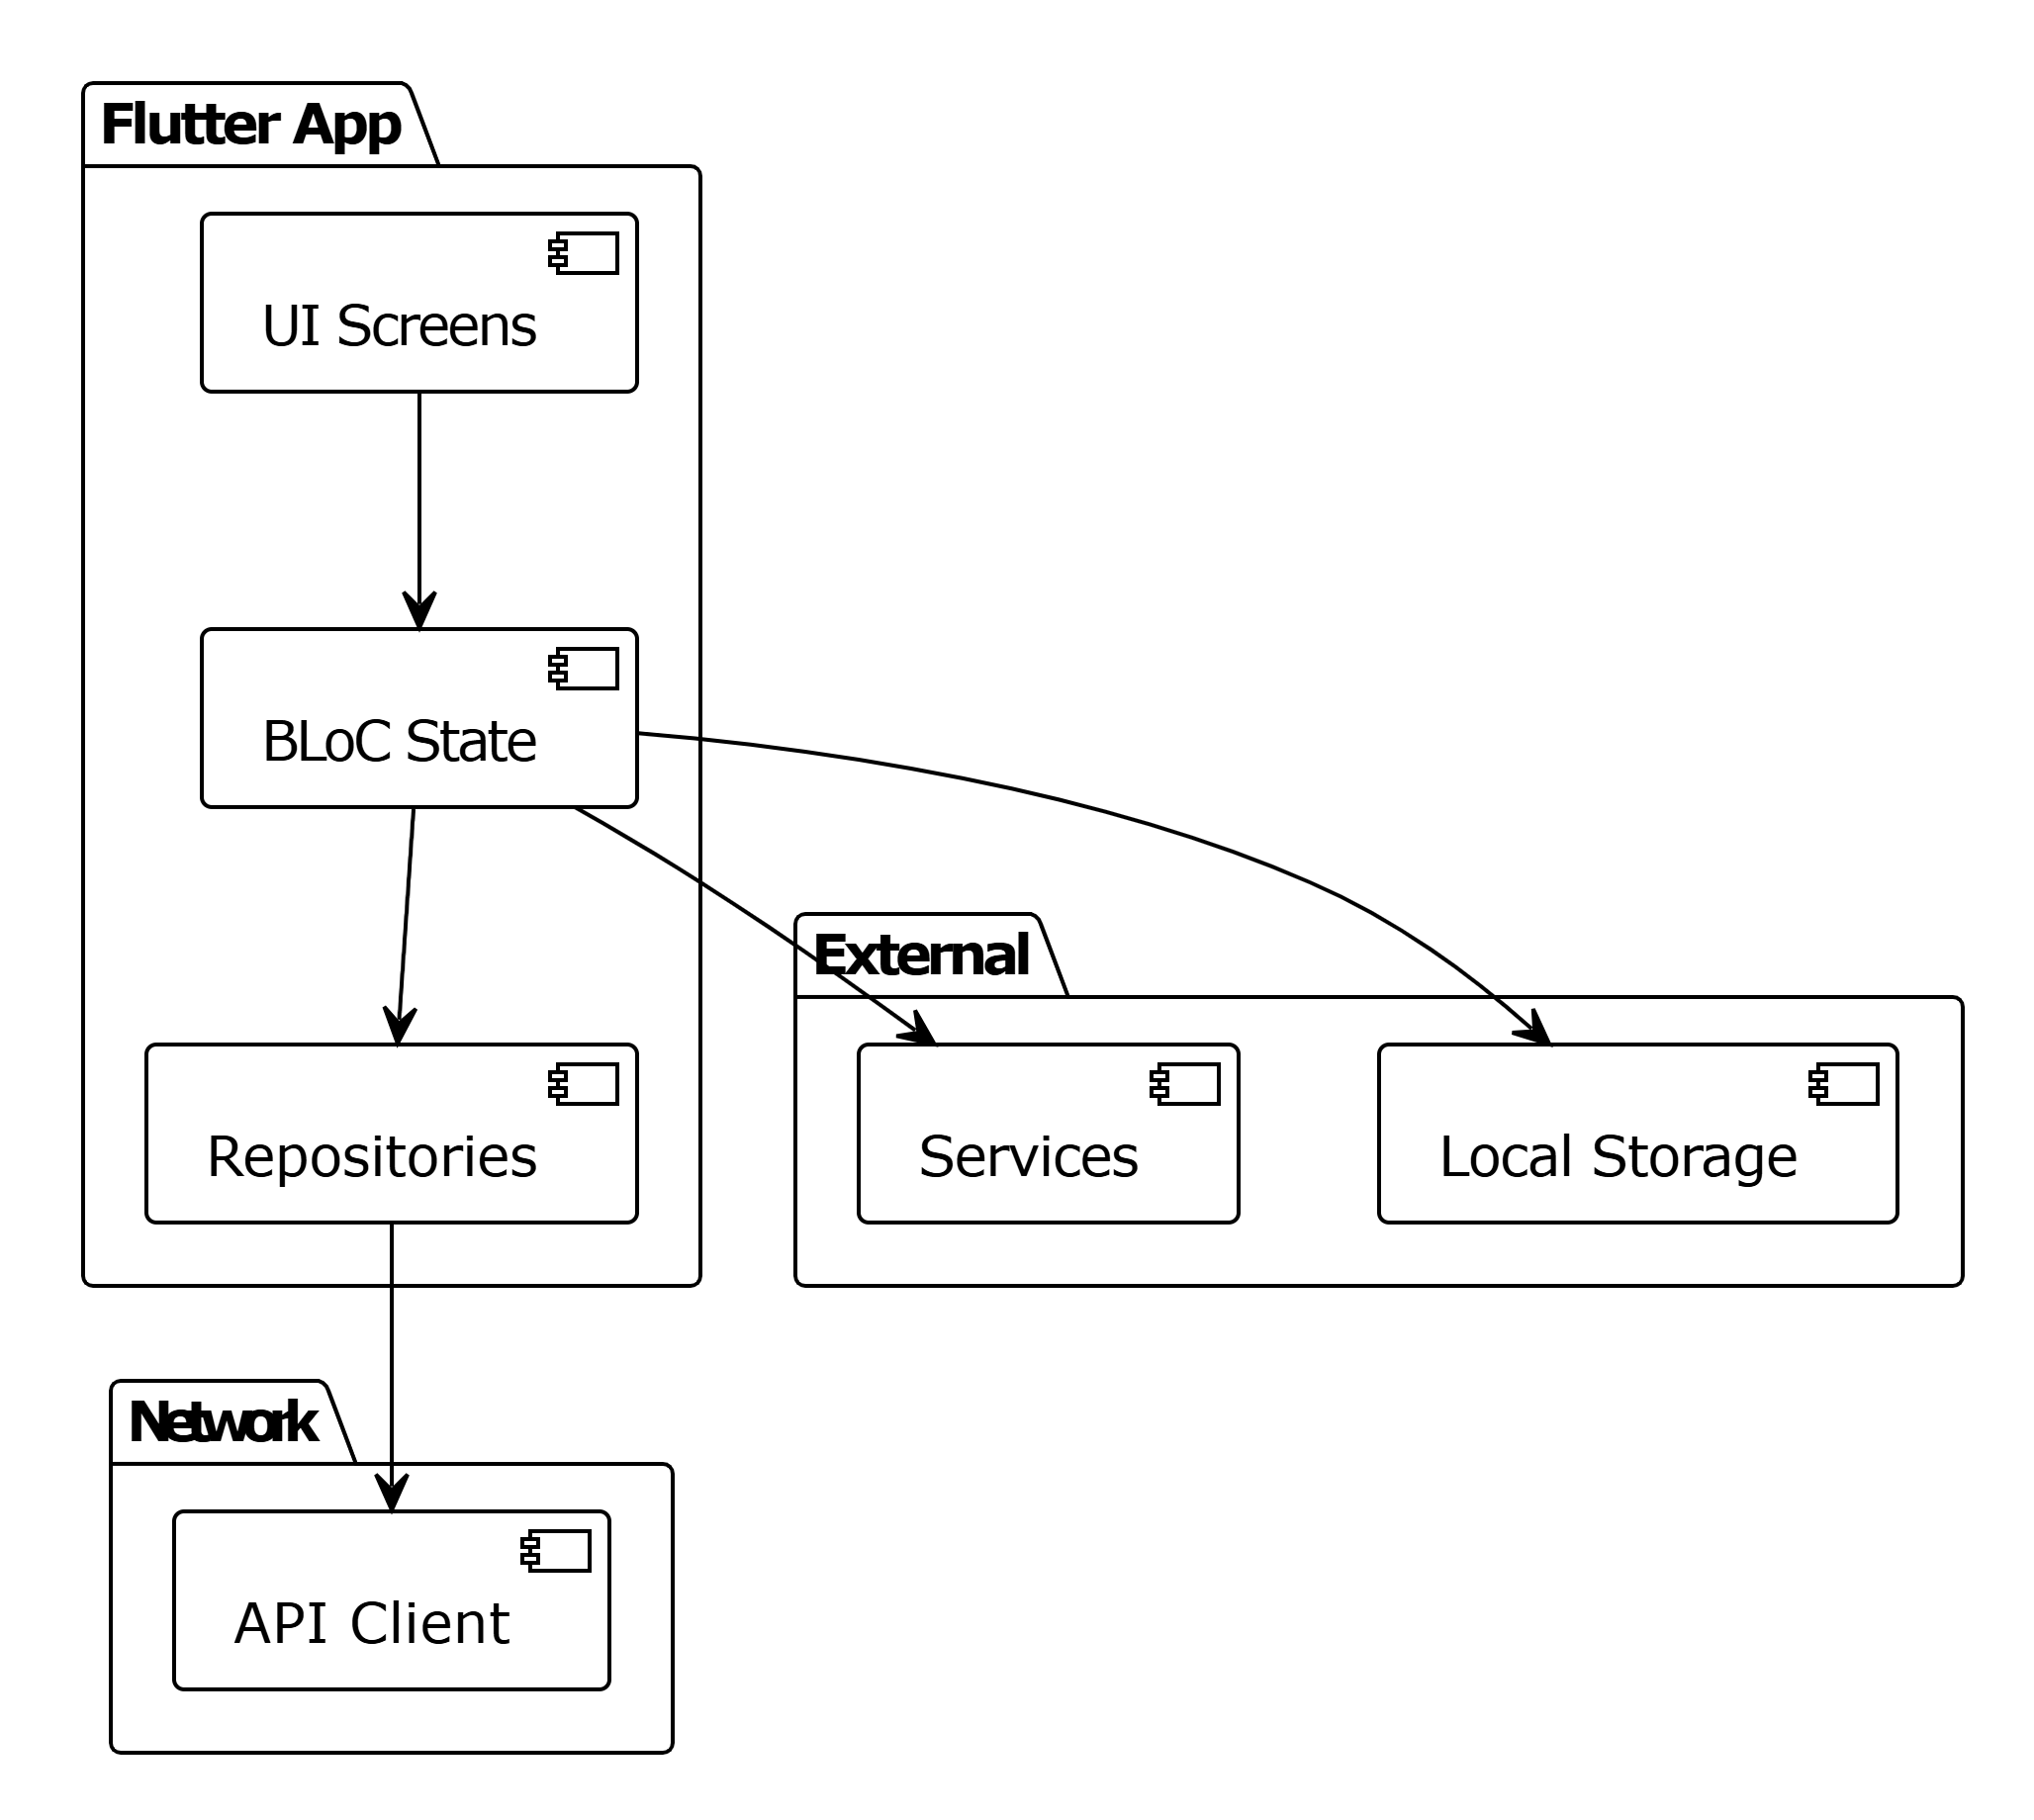 Flutter App
UI Screens
BLoC State
External
Repositories
Services
Local Storage
Network
API Client